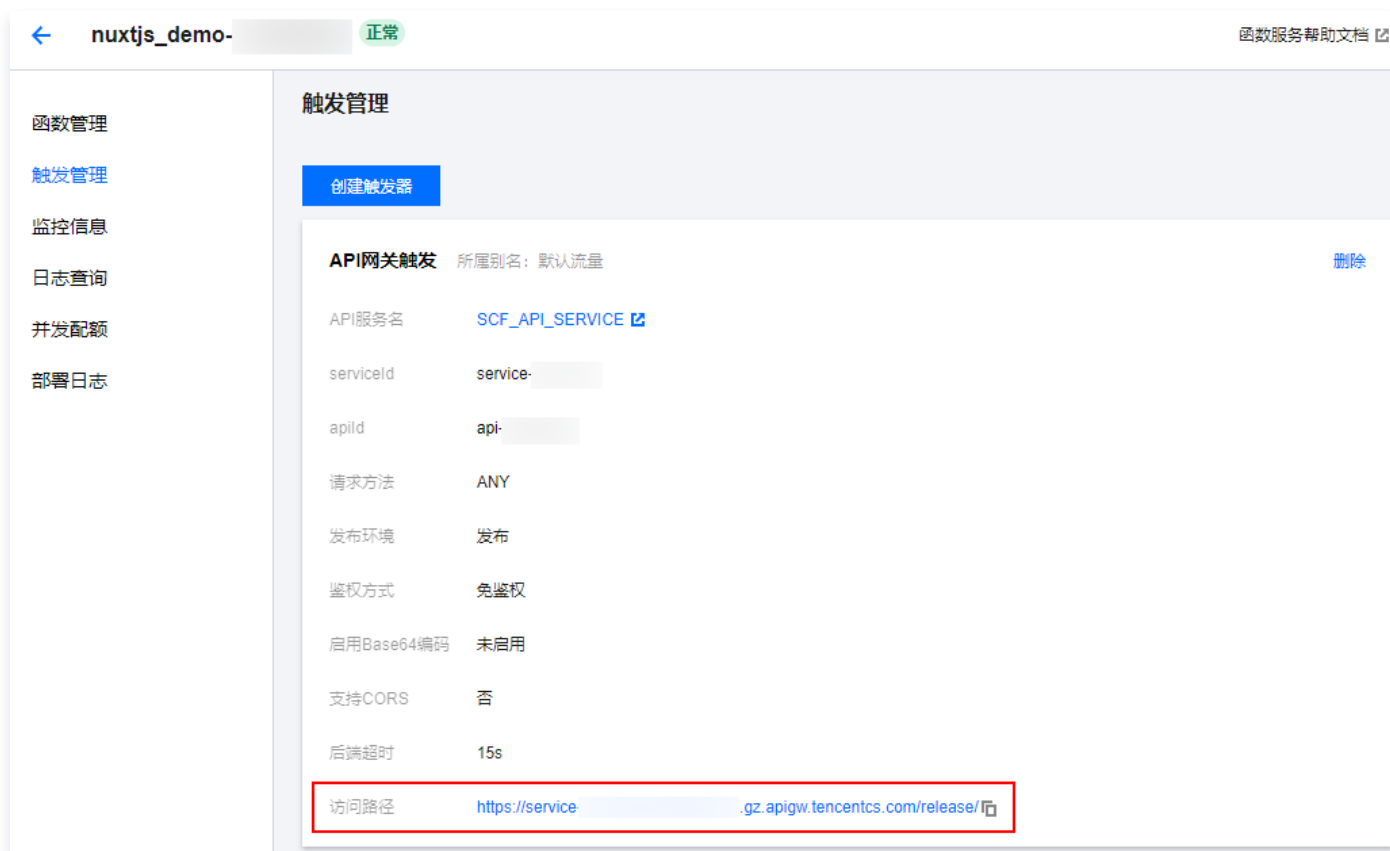 nuxtjs_demo- 正常 函数服务帮助文档
函数管理
触发管理
监控信息
日志查询
并发配额
部署日志
触发管理
创建触发器
API网关触发 所属别名：默认流量 删除
API服务名 SCF_API_SERVICE
serviceId service-
apiId api-
请求方法 ANY
发布环境 发布
鉴权方式 免鉴权
启用Base64编码 未启用
支持CORS 否
后端超时 15s
访问路径 https://service- .gz.apigw.tencentcs.com/release/